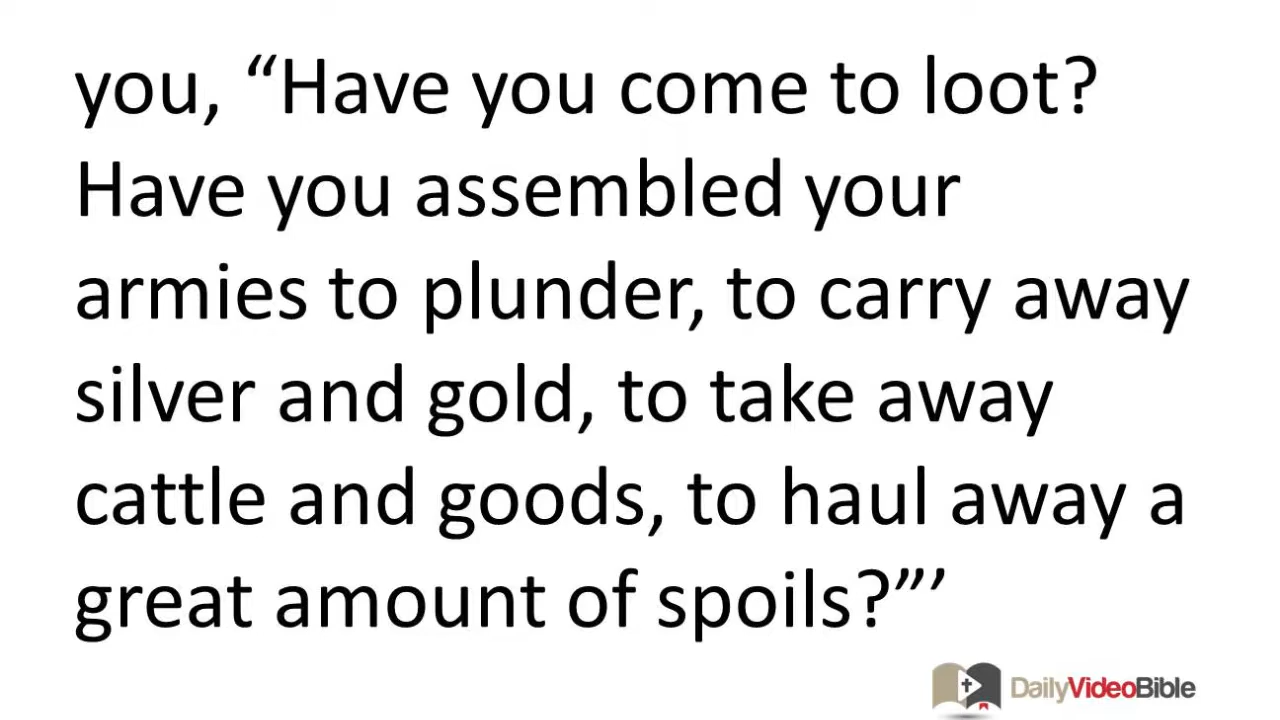 you, “Have you come to loot?
Have you assembled your
armies to plunder, to carry away
silver and gold, to take away
cattle and goods, to haul away a
great amount of spoils?”’
DailyVideoBible